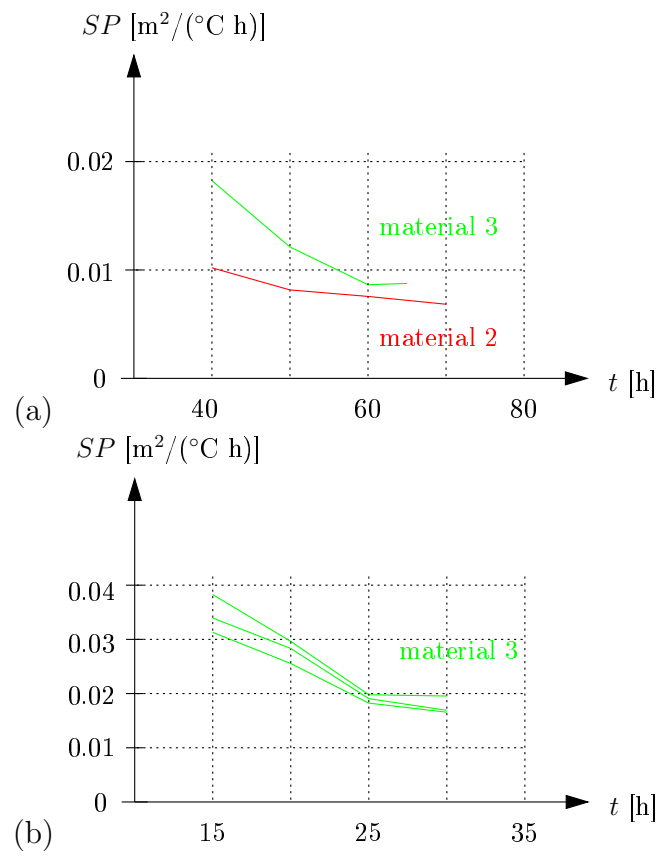 SP [m²/(°C h)]
0.02
material 3
0.01
material 2
0
t [h]
40 60 80
(a)
SP [m²/(°C h)]
0.04
0.03
material 3
0.02
0.01
0
t [h]
15 25 35
(b)